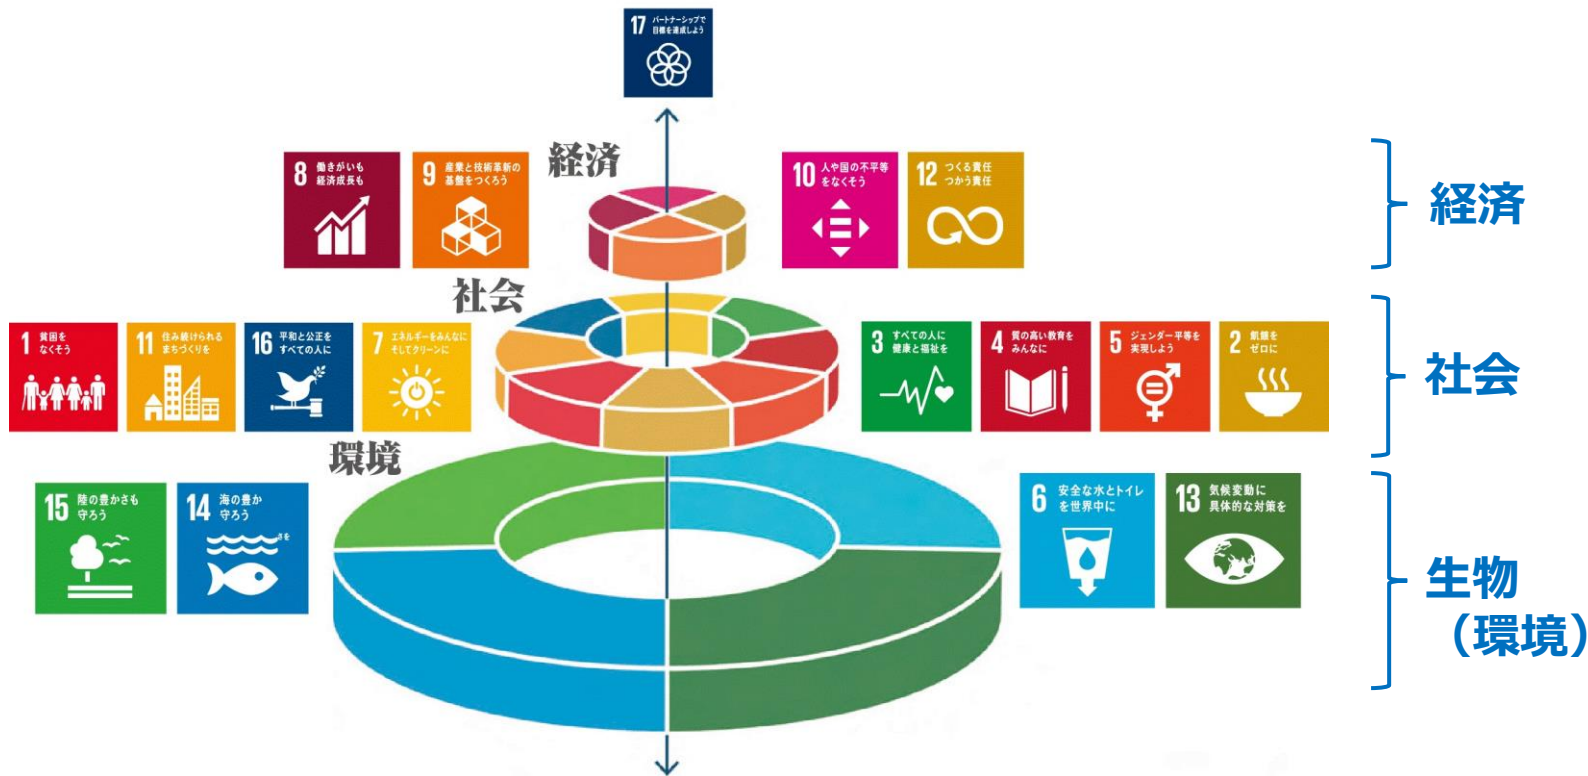 17 パートナーシップで
目標を達成しよう
8 働きがいも
経済成長も
9 産業と技術革新の
基盤をつくろう
経済
10 人や国の不平等
をなくそう
12 つくる責任
つかう責任
経済
社会
1 貧困を
なくそう
11 住み続けられる
まちづくりを
16 平和と公正を
すべての人に
7 エネルギーをみんなに
そしてクリーンに
3 すべての人に
健康と福祉を
4 質の高い教育を
みんなに
5 ジェンダー平等を
実現しよう
2 飢餓を
ゼロに
社会
環境
15 陸の豊かさも
守ろう
14 海の豊か
守ろう
さを
6 安全な水とトイレ
を世界中に
13 気候変動に
具体的な対策を
生物
（環境）